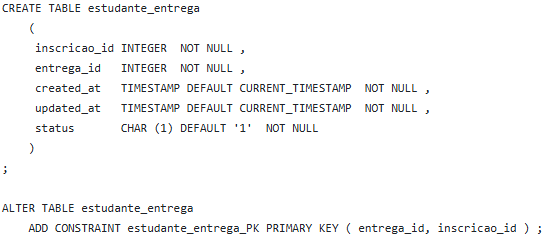 CREATE TABLE estudante_entrega
    (
     inscricao_id INTEGER  NOT NULL ,
     entrega_id   INTEGER  NOT NULL ,
     created_at   TIMESTAMP DEFAULT CURRENT_TIMESTAMP  NOT NULL ,
     updated_at   TIMESTAMP DEFAULT CURRENT_TIMESTAMP  NOT NULL ,
     status       CHAR (1) DEFAULT '1'  NOT NULL
    )
;
ALTER TABLE estudante_entrega
    ADD CONSTRAINT estudante_entrega_PK PRIMARY KEY ( entrega_id, inscricao_id ) ;